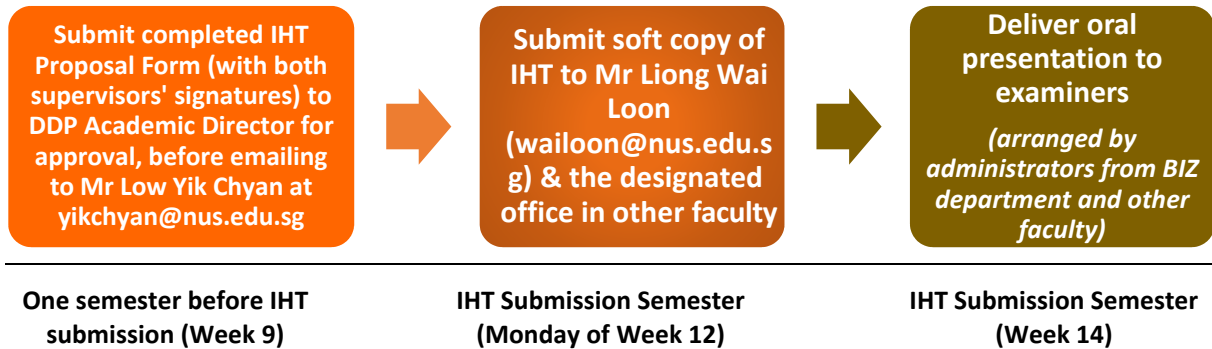 Submit completed IHT
Proposal Form (with both
supervisors' signatures) to
DDP Academic Director for
approval, before emailing
to Mr Low Yik Chyan at
yikchyan@nus.edu.sg
Submit soft copy of
IHT to Mr Liong Wai
Loon
(wailoon@nus.edu.s
g) & the designated
office in other faculty
Deliver oral
presentation to
examiners
(arranged by
administrators from BIZ
department and other
faculty)
One semester before IHT
submission (Week 9)
IHT Submission Semester
(Monday of Week 12)
IHT Submission Semester
(Week 14)